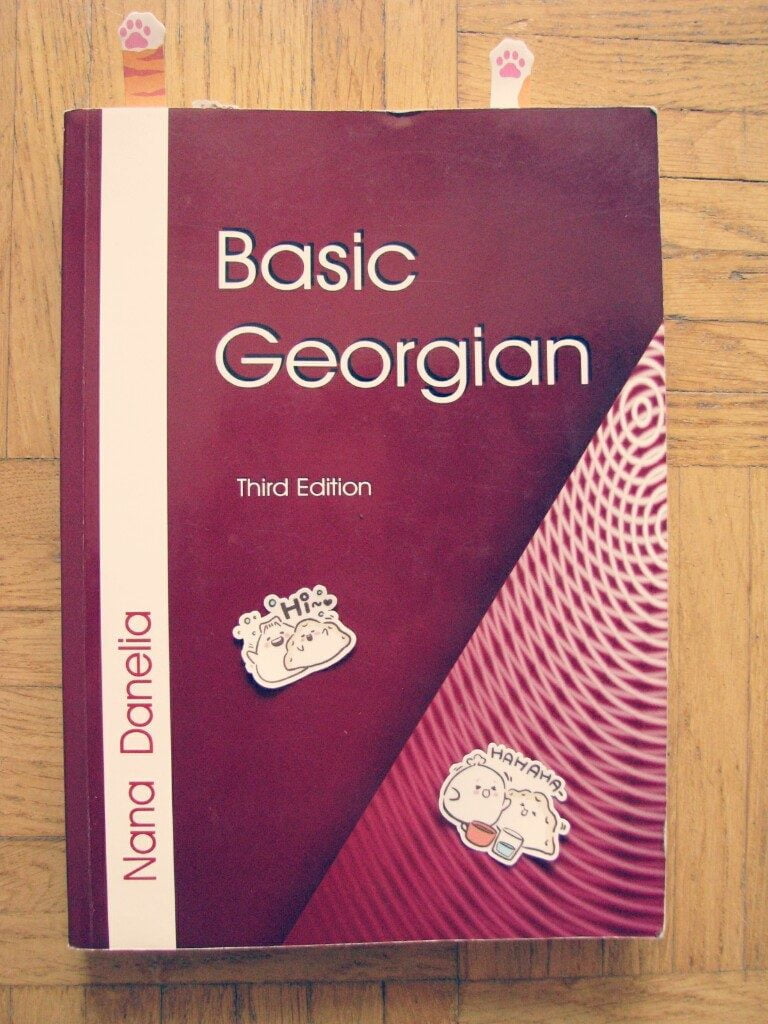 Basic
Georgian
Third Edition
Nana Danelia
Hi~
HAHAHA~